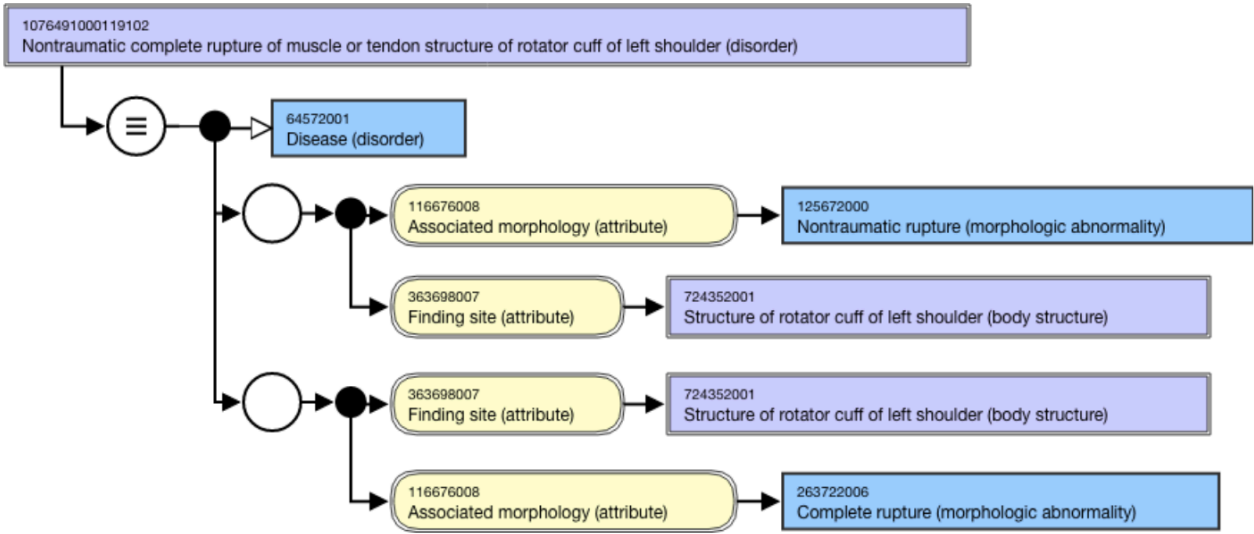 1076491000119102
Nontraumatic complete rupture of muscle or tendon structure of rotator cuff of left shoulder (disorder)
64572001
Disease (disorder)
116676008
Associated morphology (attribute)
125672000
Nontraumatic rupture (morphologic abnormality)
363698007
Finding site (attribute)
724352001
Structure of rotator cuff of left shoulder (body structure)
363698007
Finding site (attribute)
724352001
Structure of rotator cuff of left shoulder (body structure)
116676008
Associated morphology (attribute)
263722006
Complete rupture (morphologic abnormality)